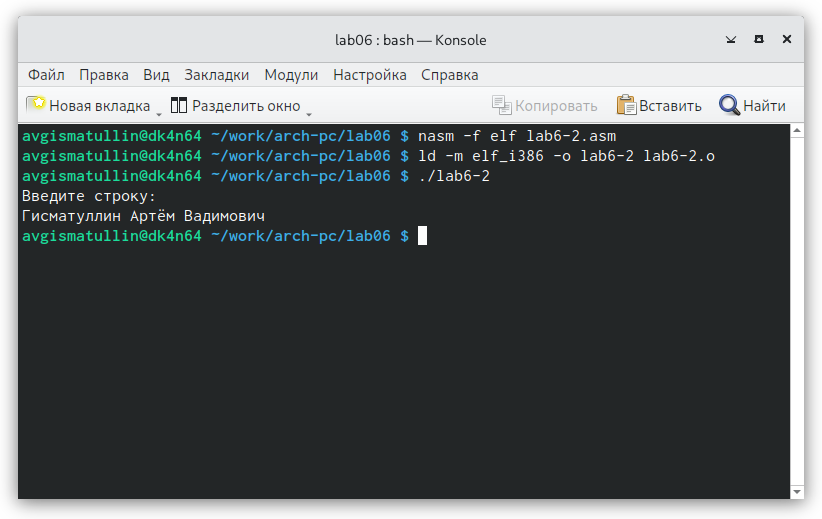 lab06 : bash — Konsole
Файл Правка Вид Закладки Модули Настройка Справка
Новая вкладка Разделить окно Копировать Вставить Найти
avgismatullin@dk4n64 ~/work/arch-pc/lab06 $ nasm -f elf lab6-2.asm
avgismatullin@dk4n64 ~/work/arch-pc/lab06 $ ld -m elf_i386 -o lab6-2 lab6-2.o
avgismatullin@dk4n64 ~/work/arch-pc/lab06 $ ./lab6-2
Введите строку:
Гисматуллин Артём Вадимович
avgismatullin@dk4n64 ~/work/arch-pc/lab06 $